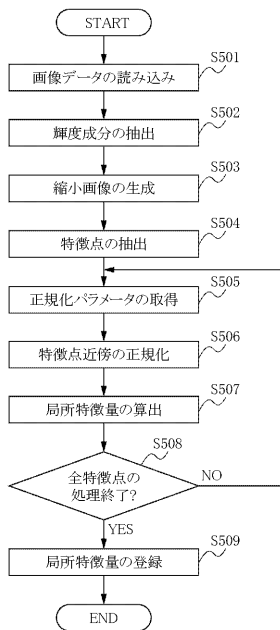 START
S501
画像データの読み込み
S502
輝度成分の抽出
S503
縮小画像の生成
S504
特徴点の抽出
S505
正規化パラメータの取得
S506
特徴点近傍の正規化
S507
局所特徴量の算出
S508
全特徴点の
処理終了?
NO
YES
S509
局所特徴量の登録
END